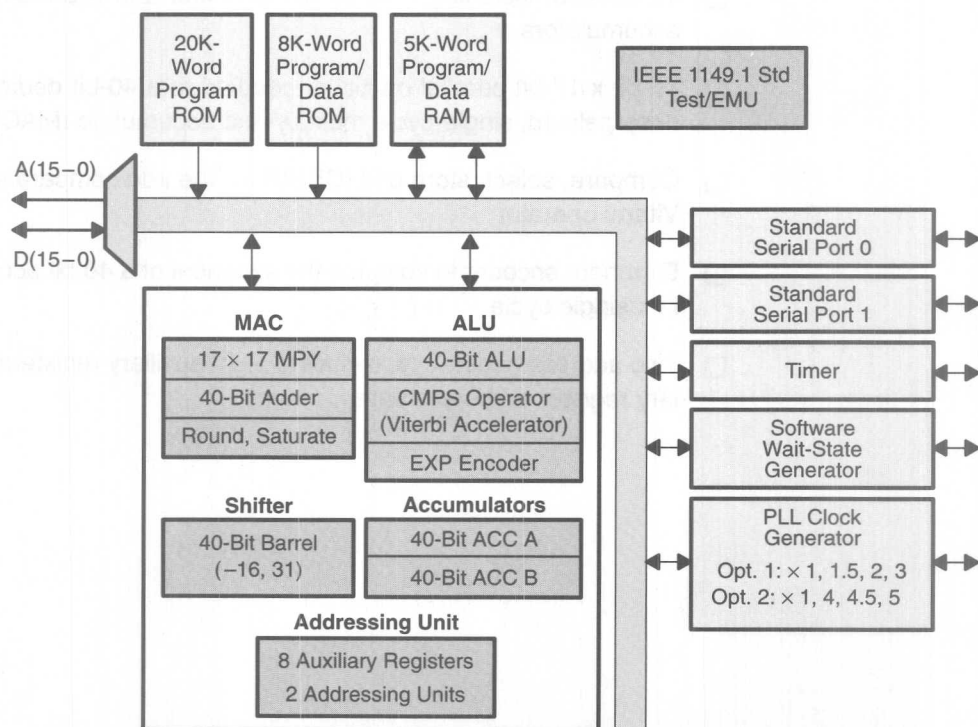 20K-
Word
Program
ROM
8K-Word
Program/
Data
ROM
5K-Word
Program/
Data
RAM
IEEE 1149.1 Std
Test/EMU
A(15–0)
D(15–0)
MAC
17 × 17 MPY
40-Bit Adder
Round, Saturate
ALU
40-Bit ALU
CMPS Operator
(Viterbi Accelerator)
EXP Encoder
Shifter
40-Bit Barrel
(–16, 31)
Accumulators
40-Bit ACC A
40-Bit ACC B
Addressing Unit
8 Auxiliary Registers
2 Addressing Units
Standard
Serial Port 0
Standard
Serial Port 1
Timer
Software
Wait-State
Generator
PLL Clock
Generator
Opt. 1: × 1, 1.5, 2, 3
Opt. 2: × 1, 4, 4.5, 5